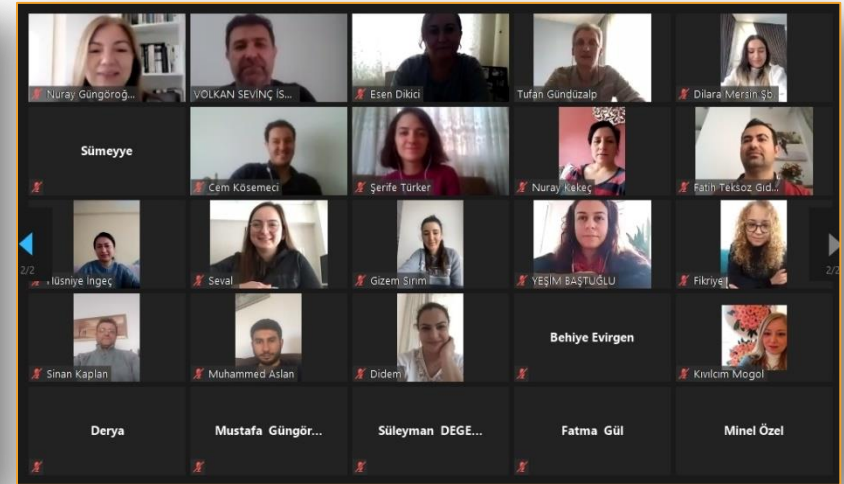 Nuray Güngöroğ...
VOLKAN SEVİNÇ İS...
Esen Dikici
Tufan Gündüzalp
Dilara Mersin Şb.
Sümeyye
Cem Kösemeci
Şerife Türker
Nuray Kekeç
Fatih Teksoz Gıd...
2/2
Hüsniye İngeç
Seval
Gizem Sirim
YEŞİM BAŞTUĞLU
Fikriye
2/2
Sinan Kaplan
Muhammed Aslan
Didem
Behiye Evirgen
Kıvılcım Mogol
Derya
Mustafa Güngör...
Süleyman DEGE...
Fatma Gül
Minel Özel